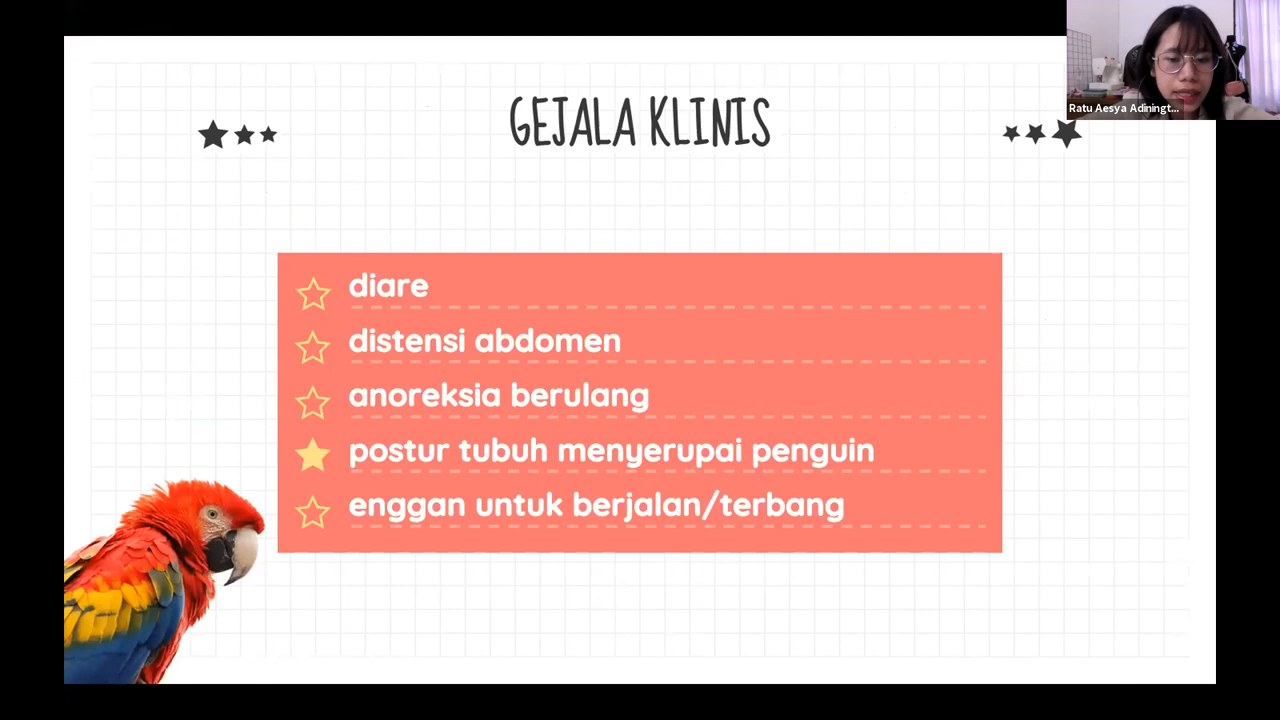 GEJALA KLINIS
Ratu Aesya Adiningt...
diare
distensi abdomen
anoreksia berulang
postur tubuh menyerupai penguin
enggan untuk berjalan/terbang